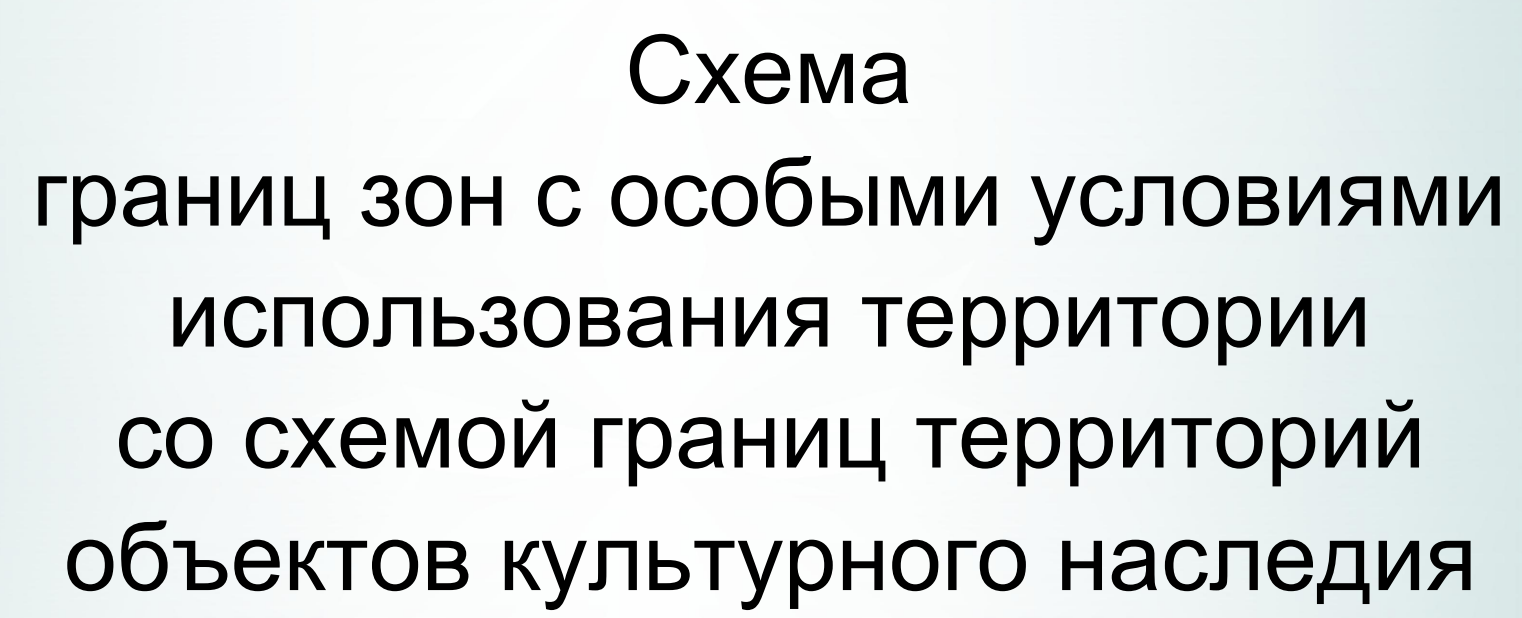 Схема
границ зон с особыми условиями
использования территории
со схемой границ территорий
объектов культурного наследия